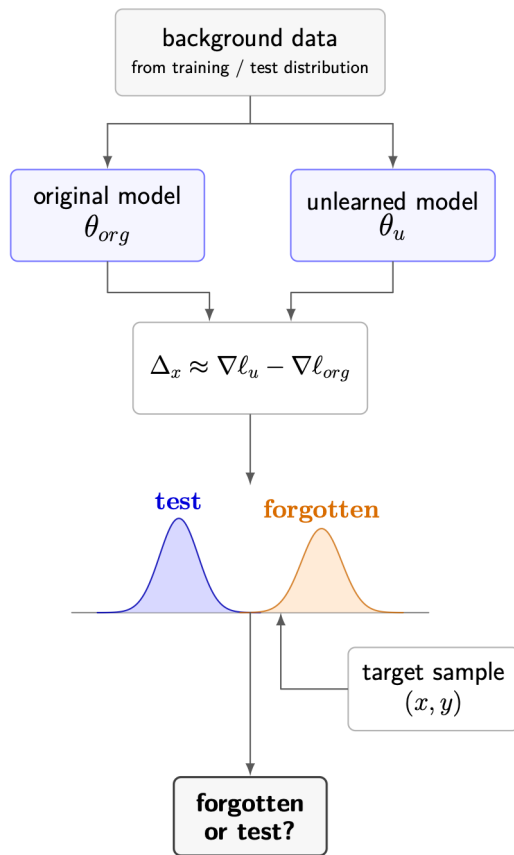 background data
from training / test distribution
original model
θ_org
unlearned model
θ_u
Δ_x ≈ ∇ℓ_u − ∇ℓ_org
test
forgotten
target sample
(x, y)
forgotten
or test?